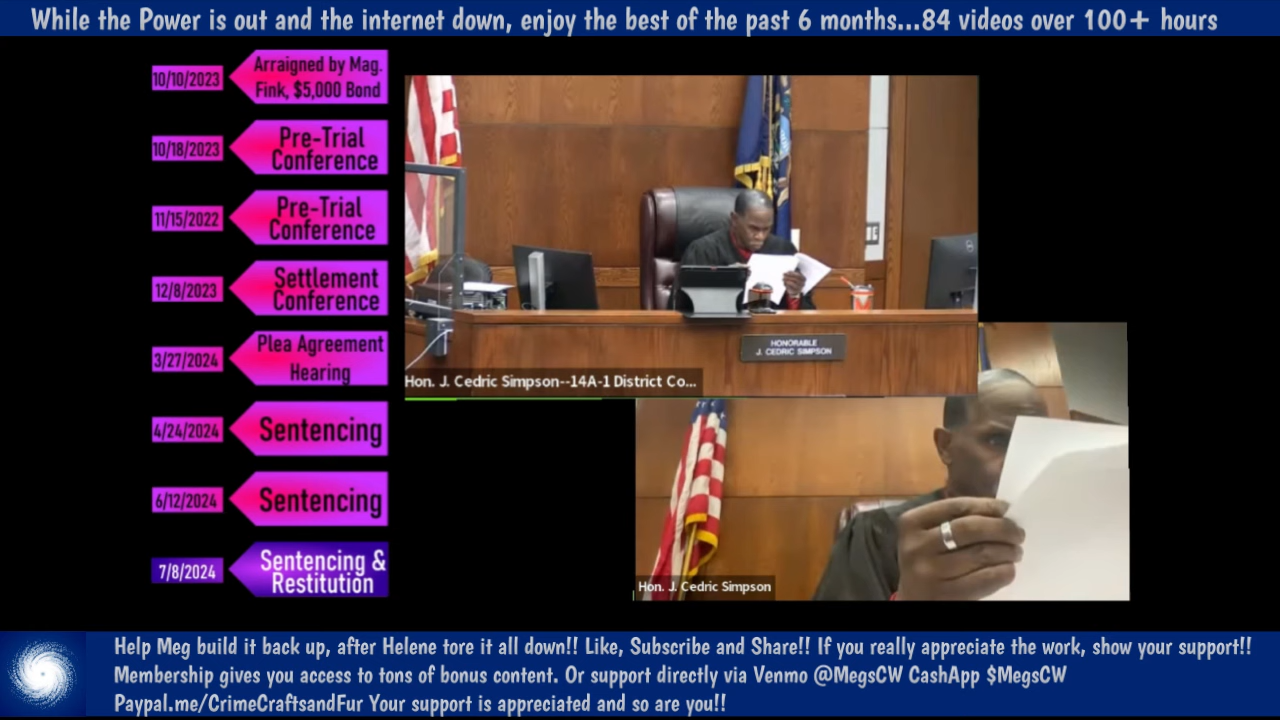 While the Power is out and the internet down, enjoy the best of the past 6 months...84 videos over 100+ hours
10/10/2023
Arraigned by Mag.
Fink, $5,000 Bond
10/18/2023
Pre-Trial
Conference
11/15/2022
Pre-Trial
Conference
12/8/2023
Settlement
Conference
3/27/2024
Plea Agreement
Hearing
4/24/2024
Sentencing
6/12/2024
Sentencing
7/8/2024
Sentencing &
Restitution
HONORABLE
J. CEDRIC SIMPSON
Hon. J. Cedric Simpson--14A-1 District Co...
Hon. J. Cedric Simpson
Help Meg build it back up, after Helene tore it all down!! Like, Subscribe and Share!! If you really appreciate the work, show your support!!
Membership gives you access to tons of bonus content. Or support directly via Venmo @MegsCW CashApp $MegsCW
Paypal.me/CrimeCraftsandFur Your support is appreciated and so are you!!